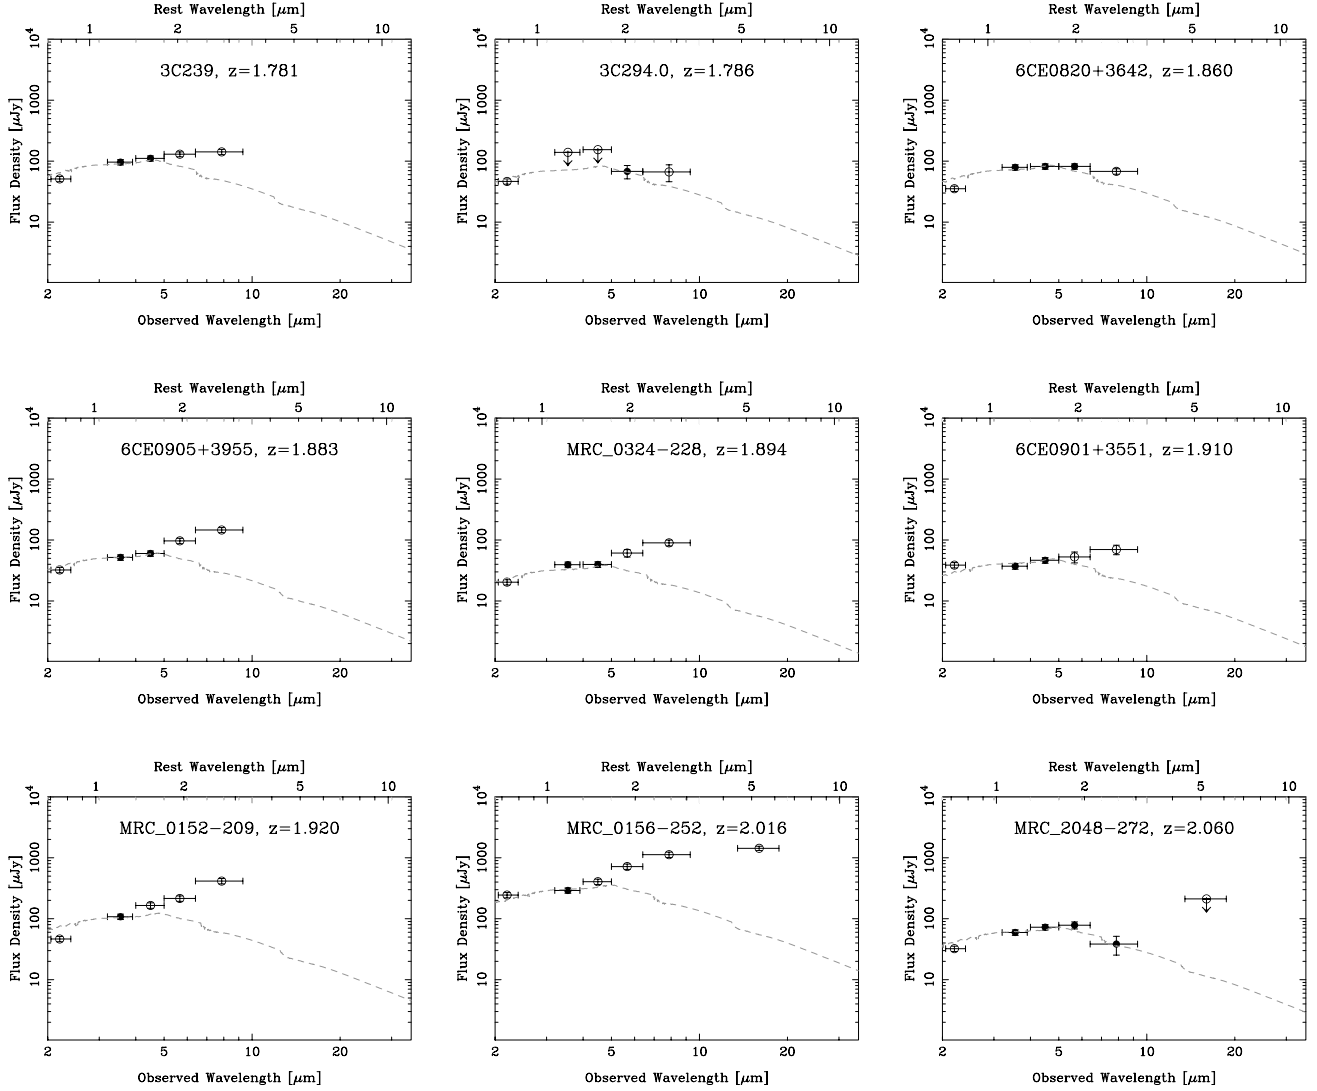 Rest Wavelength [μm] Rest Wavelength [μm] Rest Wavelength [μm]
1 2 5 10 1 2 5 10 1 2 5 10
3C239, z=1.781 3C294.0, z=1.786 6CE0820+3642, z=1.860
Flux Density [μJy] Flux Density [μJy] Flux Density [μJy]
10 100 1000 10⁴ 10 100 1000 10⁴ 10 100 1000 10⁴
2 5 10 20 2 5 10 20 2 5 10 20
Observed Wavelength [μm] Observed Wavelength [μm] Observed Wavelength [μm]
Rest Wavelength [μm] Rest Wavelength [μm] Rest Wavelength [μm]
1 2 5 10 1 2 5 10 1 2 5 10
6CE0905+3955, z=1.883 MRC_0324−228, z=1.894 6CE0901+3551, z=1.910
Flux Density [μJy] Flux Density [μJy] Flux Density [μJy]
10 100 1000 10⁴ 10 100 1000 10⁴ 10 100 1000 10⁴
2 5 10 20 2 5 10 20 2 5 10 20
Observed Wavelength [μm] Observed Wavelength [μm] Observed Wavelength [μm]
Rest Wavelength [μm] Rest Wavelength [μm] Rest Wavelength [μm]
1 2 5 10 1 2 5 10 1 2 5 10
MRC_0152−209, z=1.920 MRC_0156−252, z=2.016 MRC_2048−272, z=2.060
Flux Density [μJy] Flux Density [μJy] Flux Density [μJy]
10 100 1000 10⁴ 10 100 1000 10⁴ 10 100 1000 10⁴
2 5 10 20 2 5 10 20 2 5 10 20
Observed Wavelength [μm] Observed Wavelength [μm] Observed Wavelength [μm]